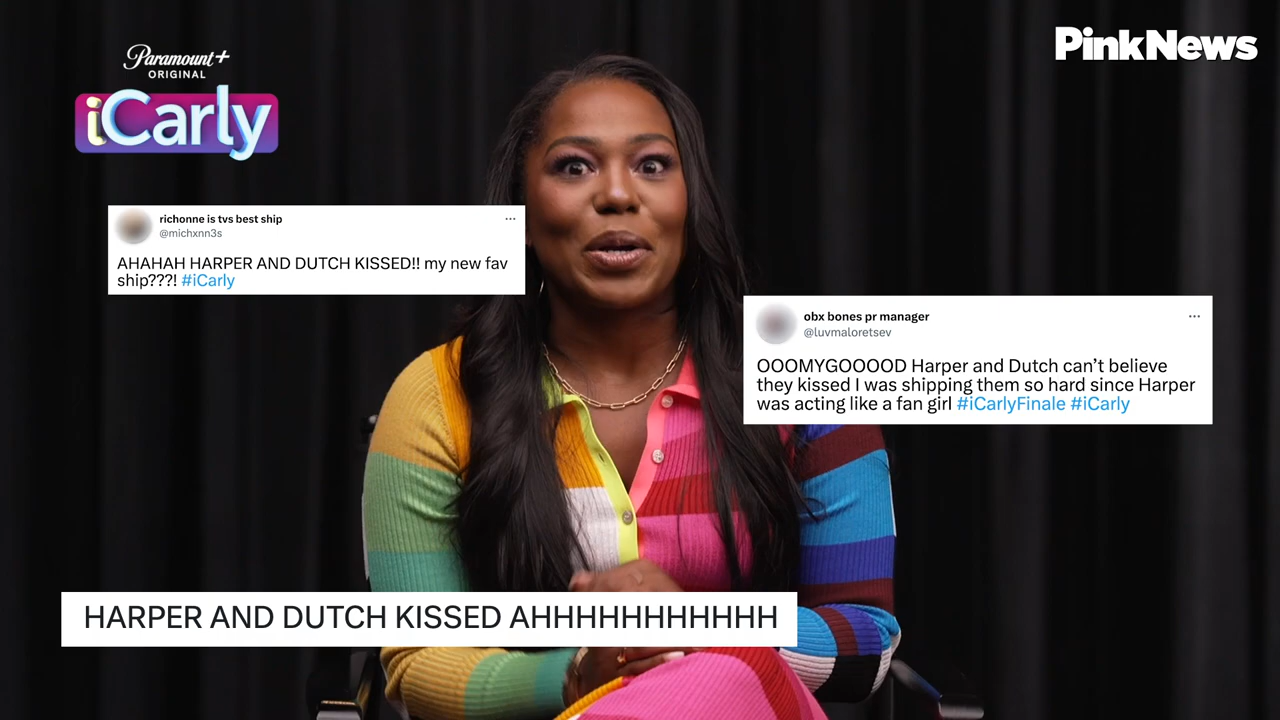 Paramount+
ORIGINAL
iCarly
PinkNews
richonne is tvs best ship
@michxnn3s
AHAHAH HARPER AND DUTCH KISSED!! my new fav
ship???! #iCarly
obx bones pr manager
@luvmaloretsev
OOOMYGOOOOD Harper and Dutch can’t believe
they kissed I was shipping them so hard since Harper
was acting like a fan girl #iCarlyFinale #iCarly
HARPER AND DUTCH KISSED AHHHHHHHHHHH